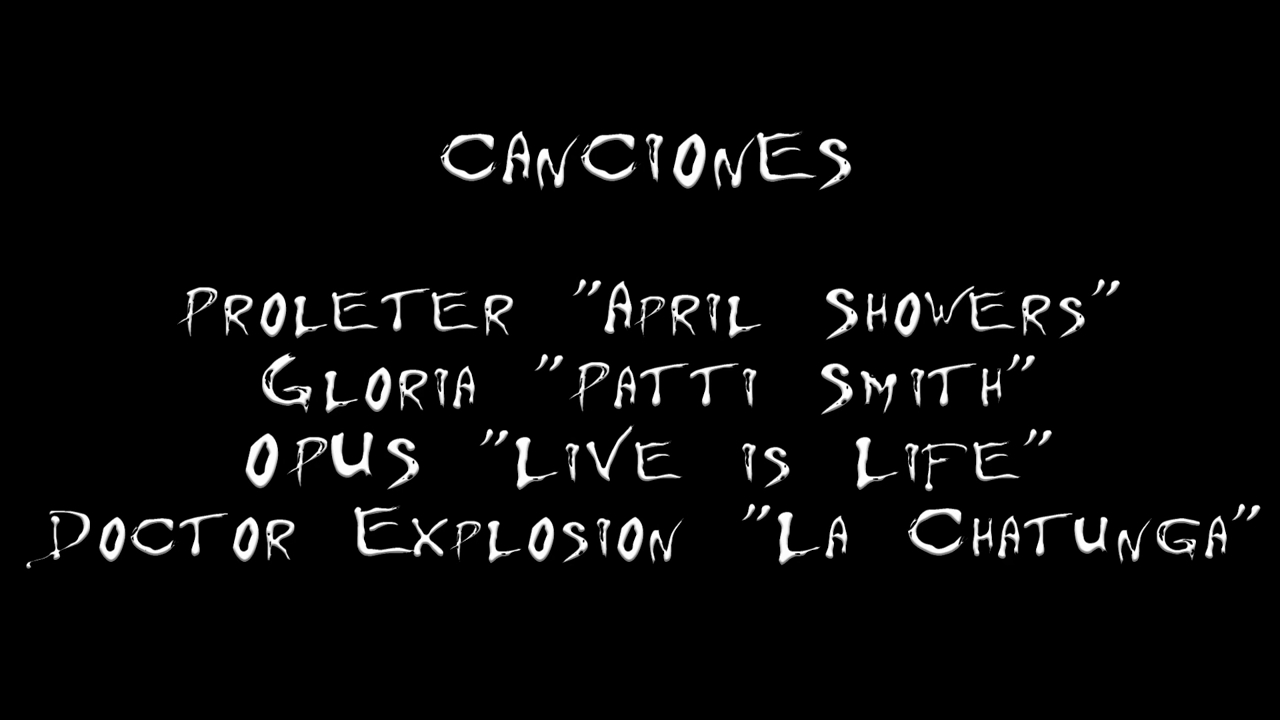 CANCIONES
PROLETER "APRIL SHOWERS"
GLORIA "PATTI SMITH"
OPUS "LIVE IS LIFE"
DOCTOR EXPLOSION "LA CHATUNGA"